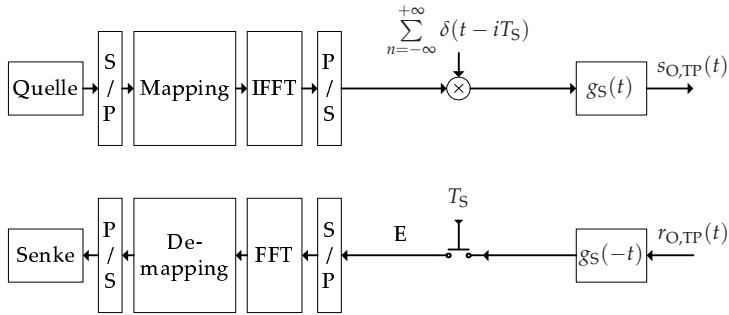 +∞
∑ δ(t − iT_S)
n=−∞
Quelle
S
/
P
Mapping
IFFT
P
/
S
×
g_S(t)
s_O,TP(t)
Senke
P
/
S
De-
mapping
FFT
S
/
P
E
T_S
g_S(−t)
r_O,TP(t)